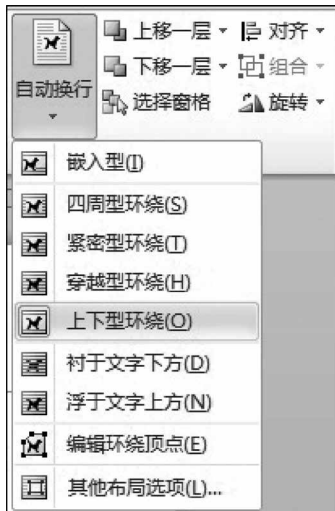 上移一层 对齐
下移一层 组合
自动换行 选择窗格 旋转
嵌入型(I)
四周型环绕(S)
紧密型环绕(T)
穿越型环绕(H)
上下型环绕(O)
衬于文字下方(D)
浮于文字上方(N)
编辑环绕顶点(E)
其他布局选项(L)...